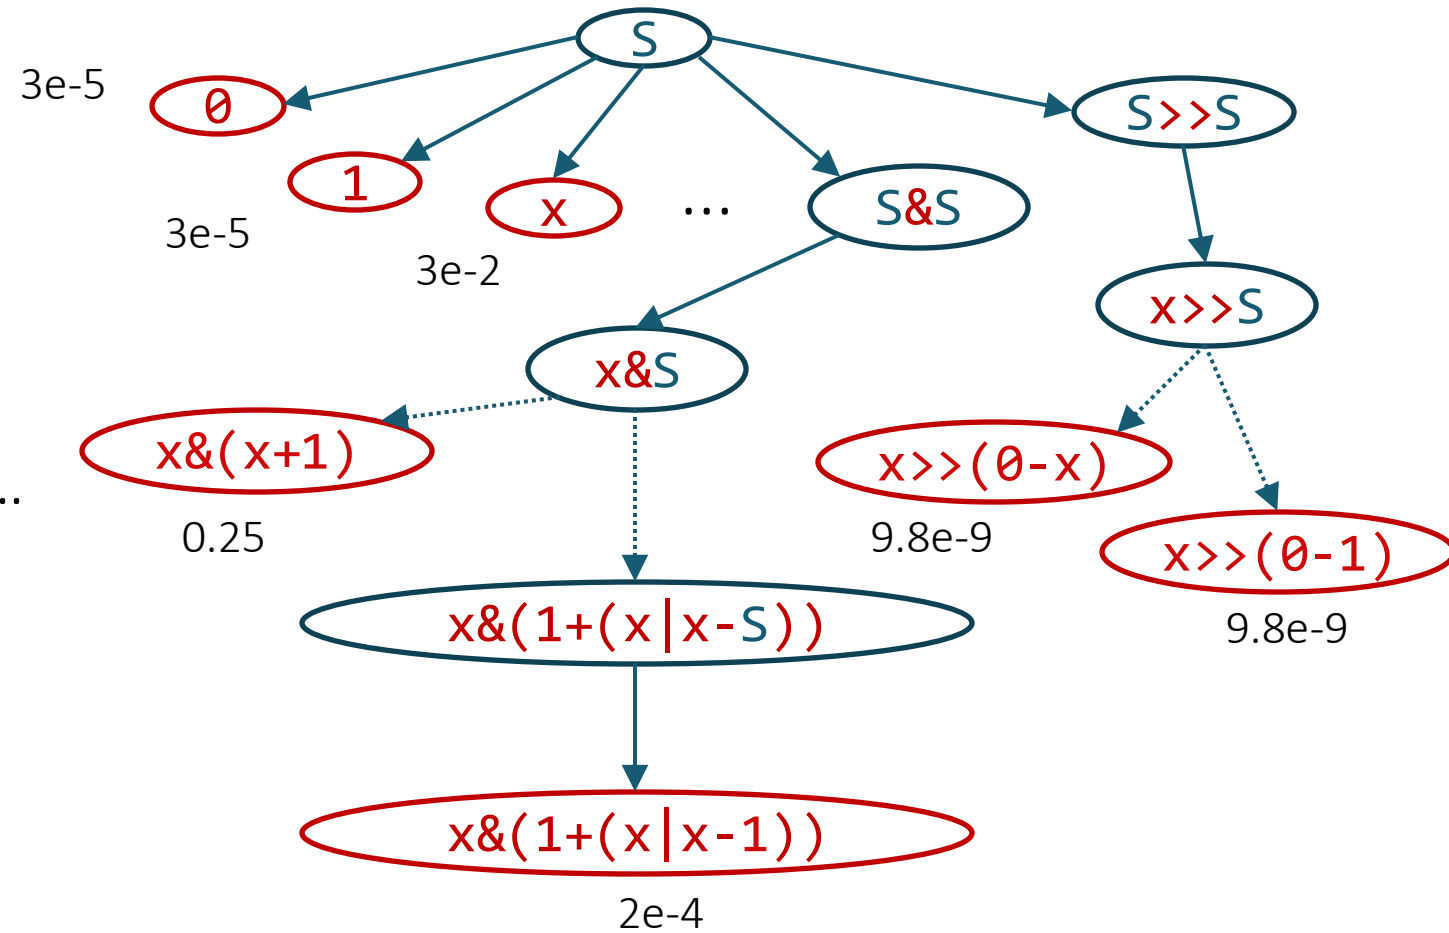 S
3e-5
0
S>>S
1
x
...
S&S
3e-5
3e-2
x>>S
x&S
x&(x+1)
x>>(0-x)
..
0.25
9.8e-9
x>>(0-1)
x&(1+(x|x-S))
9.8e-9
x&(1+(x|x-1))
2e-4